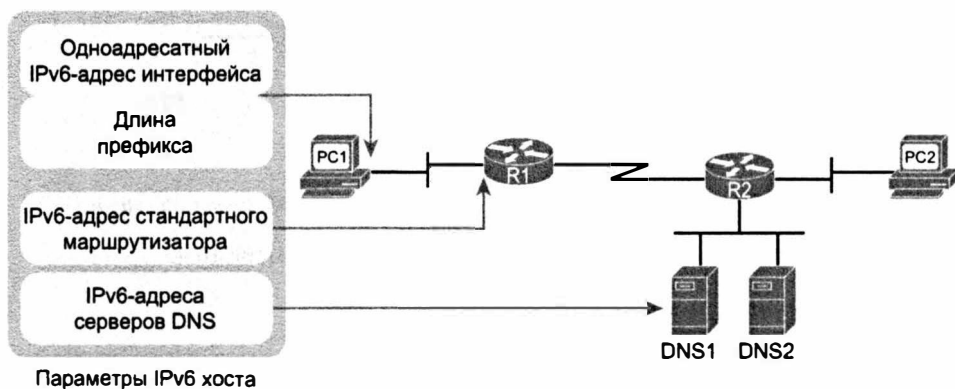 Одноадресатный
IPv6-адрес интерфейса
Длина
префикса
IPv6-адрес стандартного
маршрутизатора
IPv6-адреса
серверов DNS
Параметры IPv6 хоста
PC1
R1
R2
PC2
DNS1
DNS2